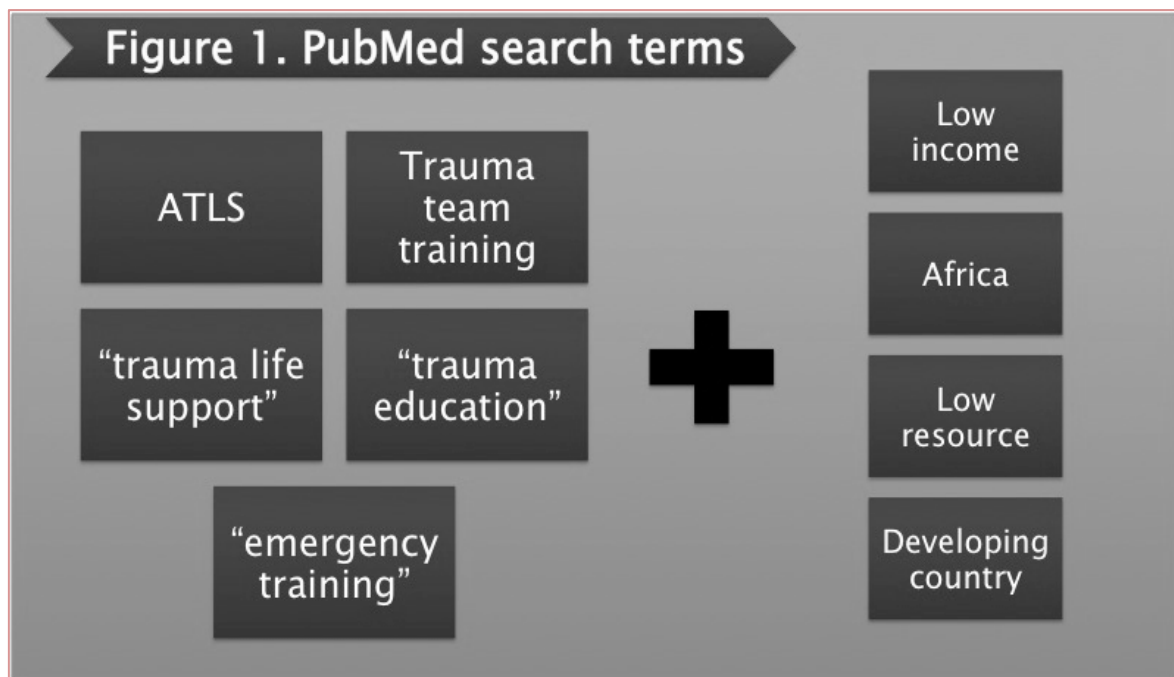 Figure 1. PubMed search terms
ATLS
Trauma
team
training
“trauma life
support”
“trauma
education”
“emergency
training”
Low
income
Africa
Low
resource
Developing
country